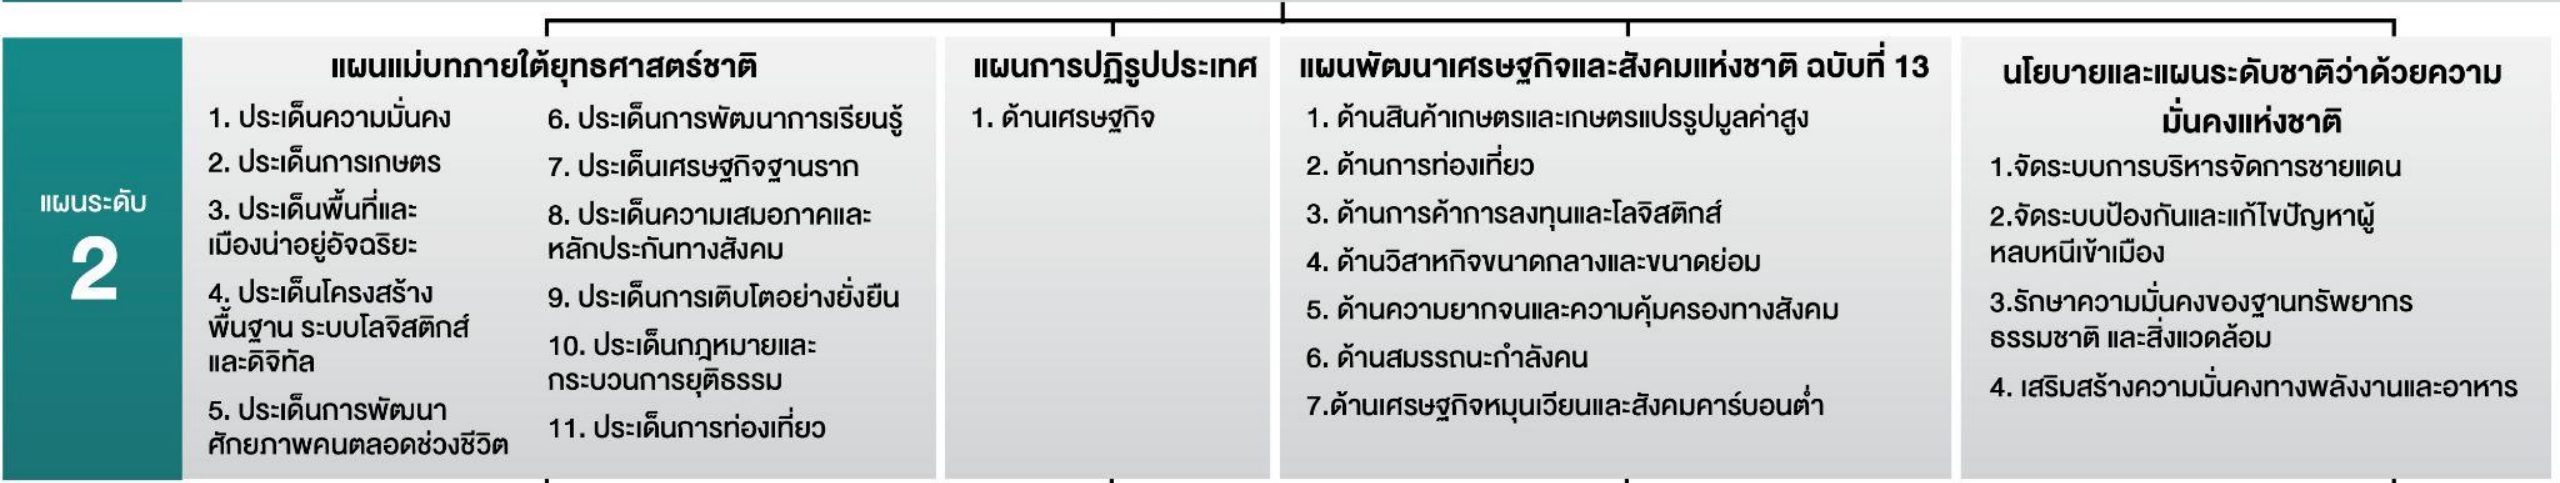 แผนระดับ
2
แผนแม่บทภายใต้ยุทธศาสตร์ชาติ
1. ประเด็นความมั่นคง
2. ประเด็นการเกษตร
3. ประเด็นพื้นที่และ
เมืองน่าอยู่อัจฉริยะ
4. ประเด็นโครงสร้าง
พื้นฐาน ระบบโลจิสติกส์
และดิจิทัล
5. ประเด็นการพัฒนา
ศักยภาพคนตลอดช่วงชีวิต
6. ประเด็นการพัฒนาการเรียนรู้
7. ประเด็นเศรษฐกิจฐานราก
8. ประเด็นความเสมอภาคและ
หลักประกันทางสังคม
9. ประเด็นการเติบโตอย่างยั่งยืน
10. ประเด็นกฎหมายและ
กระบวนการยุติธรรม
11. ประเด็นการท่องเที่ยว
แผนการปฏิรูปประเทศ
1. ด้านเศรษฐกิจ
แผนพัฒนาเศรษฐกิจและสังคมแห่งชาติ ฉบับที่ 13
1. ด้านสินค้าเกษตรและเกษตรแปรรูปมูลค่าสูง
2. ด้านการท่องเที่ยว
3. ด้านการค้าการลงทุนและโลจิสติกส์
4. ด้านวิสาหกิจขนาดกลางและขนาดย่อม
5. ด้านความยากจนและความคุ้มครองทางสังคม
6. ด้านสมรรถนะกำลังคน
7.ด้านเศรษฐกิจหมุนเวียนและสังคมคาร์บอนต่ำ
นโยบายและแผนระดับชาติว่าด้วยความ
มั่นคงแห่งชาติ
1.จัดระบบการบริหารจัดการชายแดน
2.จัดระบบป้องกันและแก้ไขปัญหาผู้
หลบหนีเข้าเมือง
3.รักษาความมั่นคงของฐานทรัพยากร
ธรรมชาติ และสิ่งแวดล้อม
4. เสริมสร้างความมั่นคงทางพลังงานและอาหาร